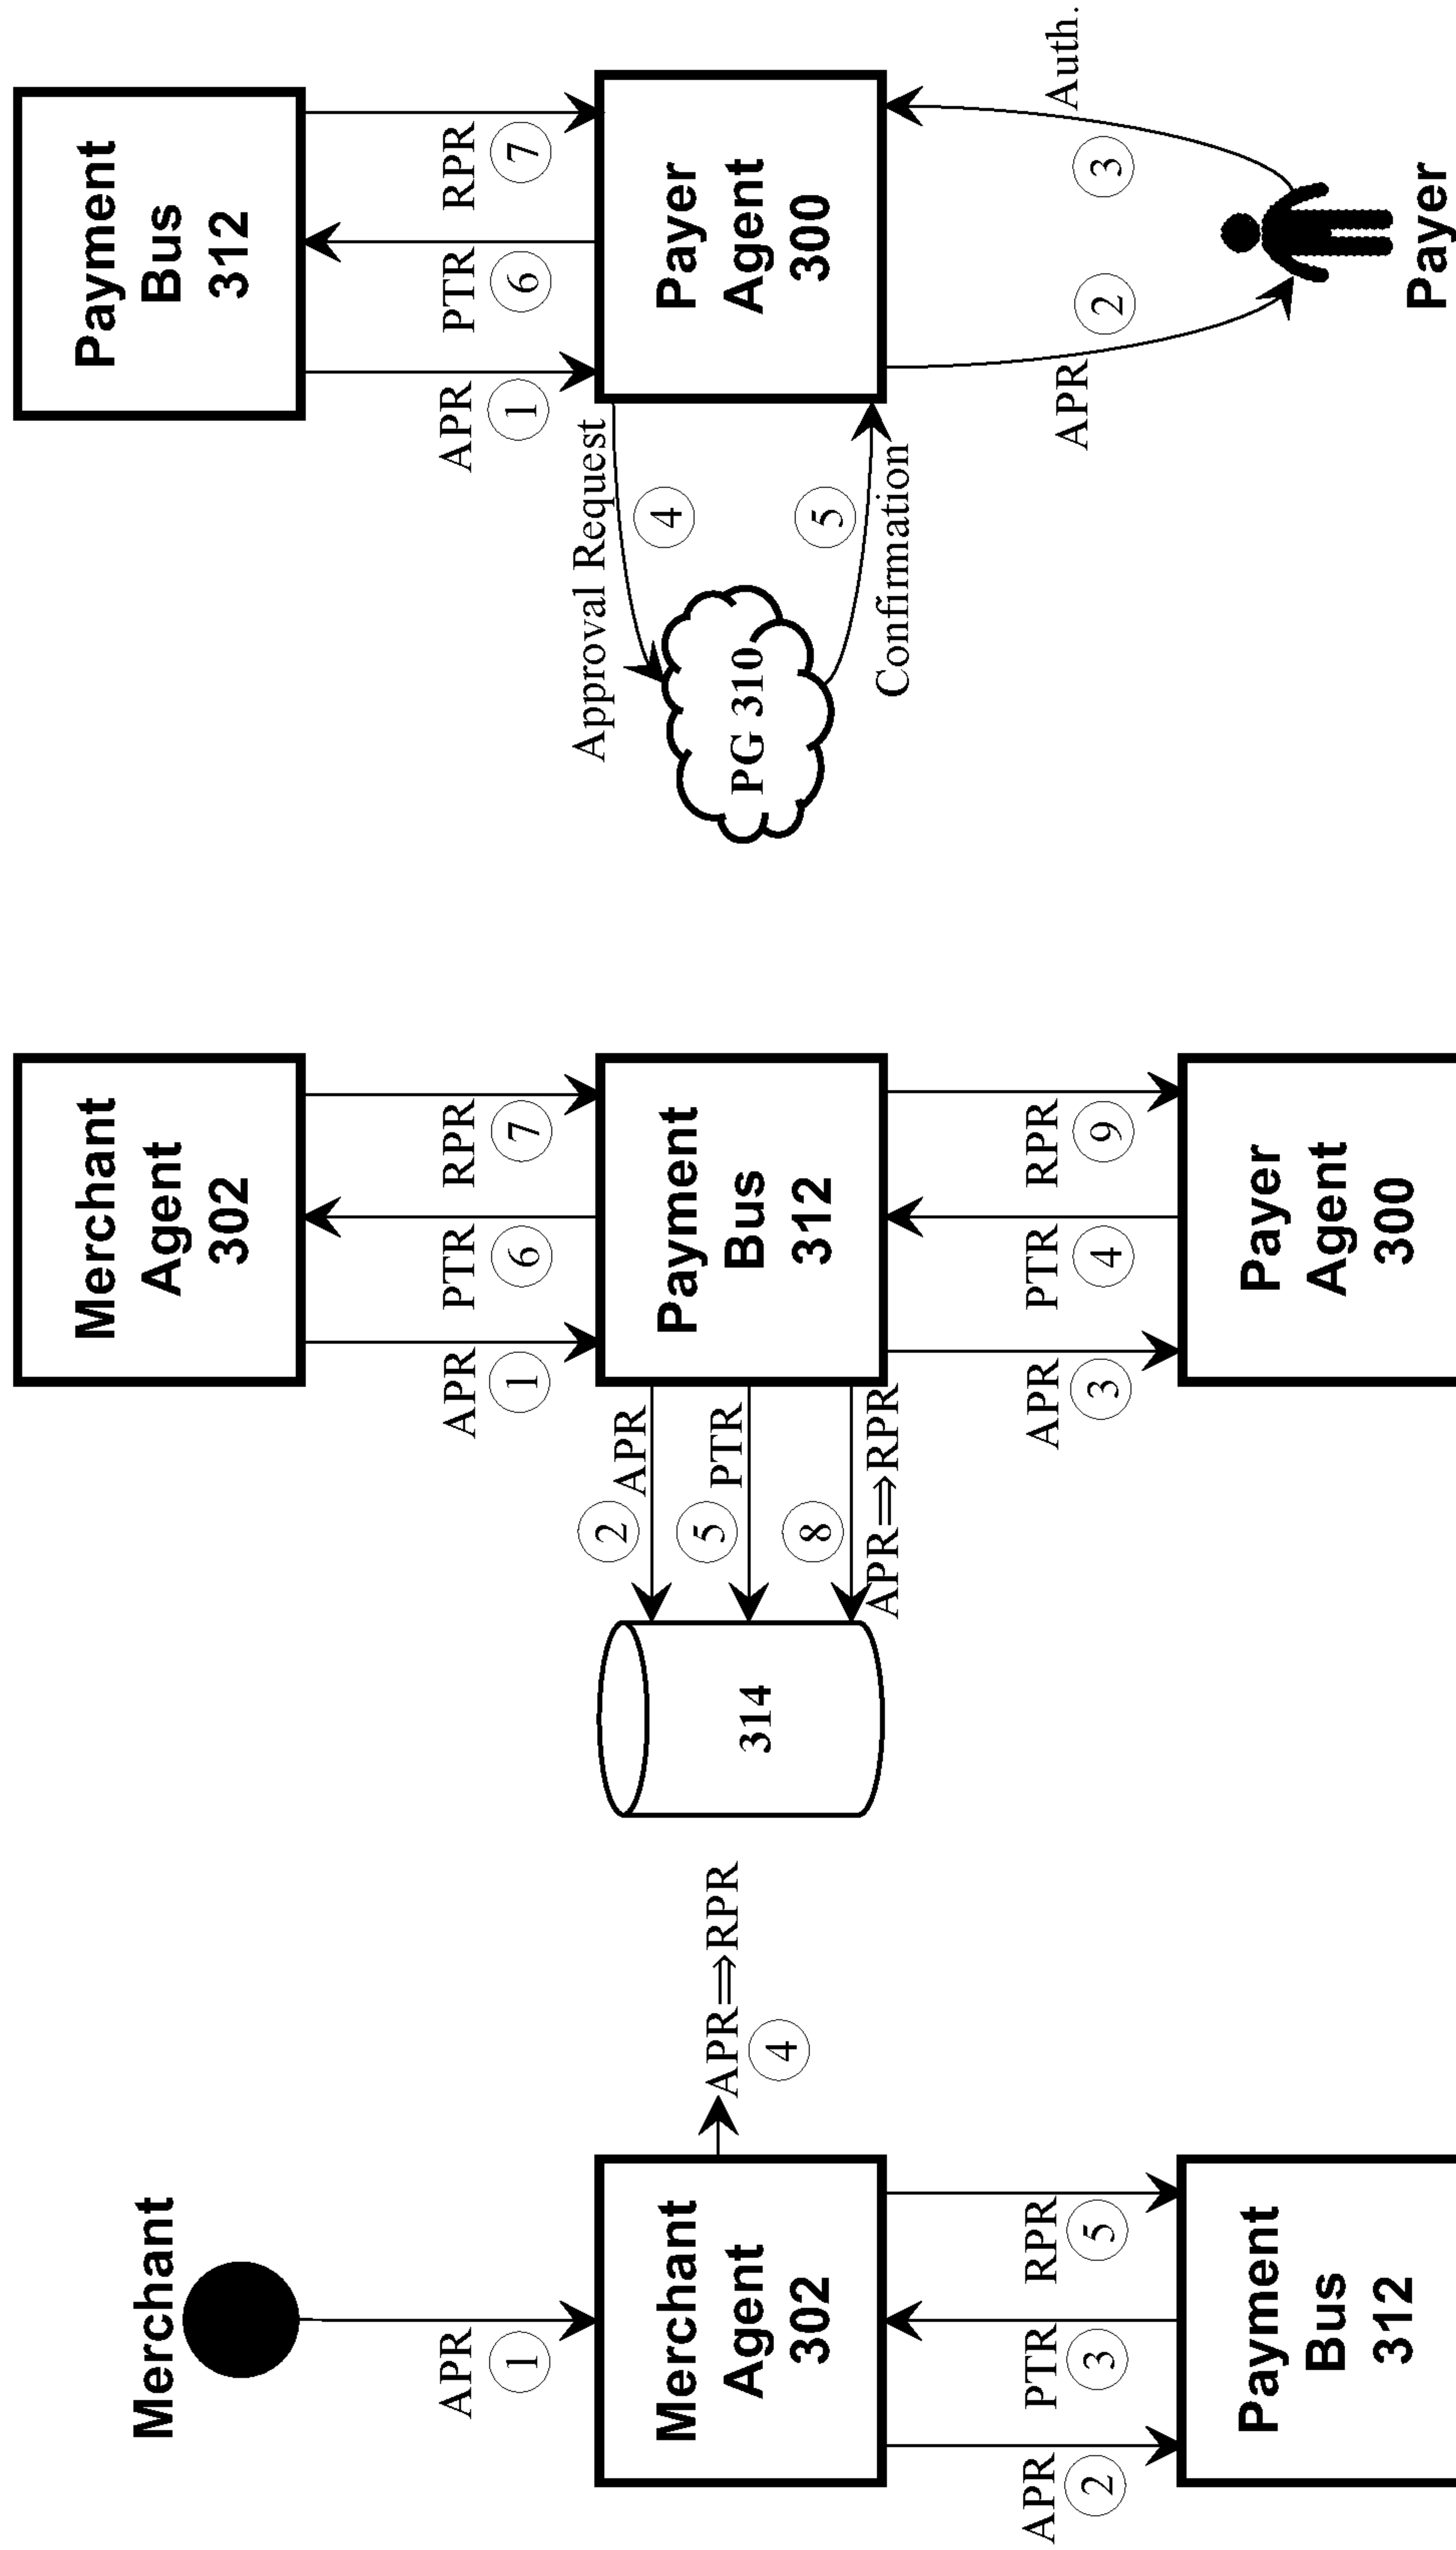 Merchant
APR
①
Merchant
Agent
302
APR⇒RPR
④
APR
②
PTR
③
RPR
⑤
Payment
Bus
312
Merchant
Agent
302
APR
①
PTR
⑥
RPR
⑦
314
② APR
⑤ PTR
⑧
APR⇒RPR
Payment
Bus
312
APR
③
PTR
④
RPR
⑨
Payer
Agent
300
Payment
Bus
312
APR
①
PTR
⑥
RPR
⑦
Approval Request
④
PG 310
⑤
Confirmation
Payer
Agent
300
APR
②
Auth.
③
Payer